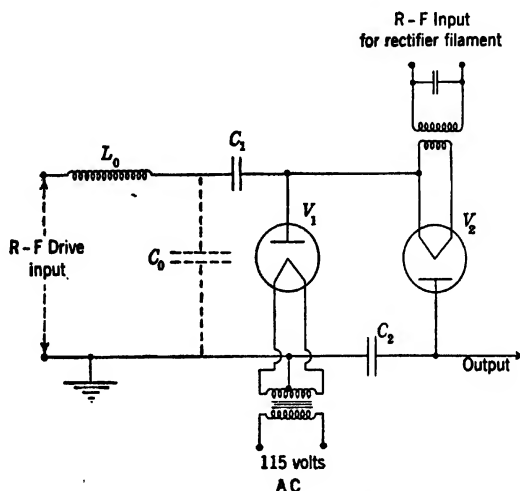 R-F Input
for rectifier filament
C1
L0
V1
V2
R-F Drive
input
C0
C2
Output
115 volts
AC